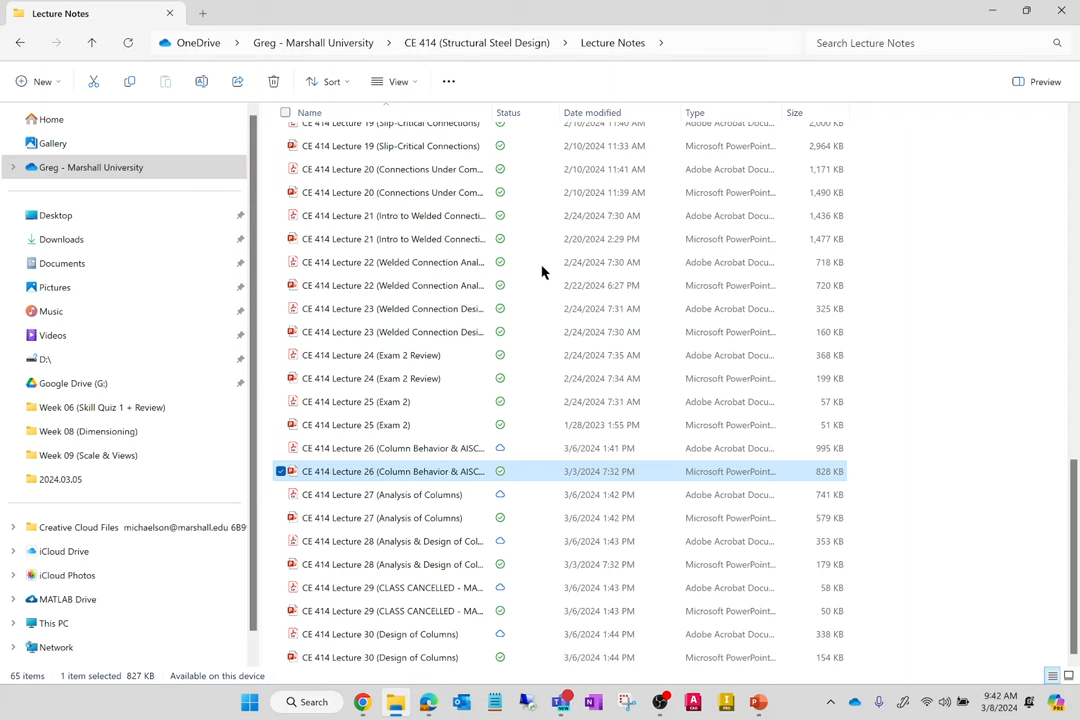 Lecture Notes
OneDrive > Greg - Marshall University > CE 414 (Structural Steel Design) > Lecture Notes >
Search Lecture Notes
New
Sort
View
Preview
Name Status Date modified Type Size
Home
Gallery
Greg - Marshall University
Desktop
Downloads
Documents
Pictures
Music
Videos
D:\
Google Drive (G:)
Week 06 (Skill Quiz 1 + Review)
Week 08 (Dimensioning)
Week 09 (Scale & Views)
2024.03.05
Creative Cloud Files michaelson@marshall.edu 6B9
iCloud Drive
iCloud Photos
MATLAB Drive
This PC
Network
CE 414 Lecture 19 (Slip-Critical Connections) 2/10/2024 11:40 AM Adobe Acrobat Docu... 2,000 KB
CE 414 Lecture 19 (Slip-Critical Connections) 2/10/2024 11:33 AM Microsoft PowerPoint... 2,964 KB
CE 414 Lecture 20 (Connections Under Com... 2/10/2024 11:41 AM Adobe Acrobat Docu... 1,171 KB
CE 414 Lecture 20 (Connections Under Com... 2/10/2024 11:39 AM Microsoft PowerPoint... 1,490 KB
CE 414 Lecture 21 (Intro to Welded Connecti... 2/24/2024 7:30 AM Adobe Acrobat Docu... 1,436 KB
CE 414 Lecture 21 (Intro to Welded Connecti... 2/20/2024 2:29 PM Microsoft PowerPoint... 1,477 KB
CE 414 Lecture 22 (Welded Connection Anal... 2/24/2024 7:30 AM Adobe Acrobat Docu... 718 KB
CE 414 Lecture 22 (Welded Connection Anal... 2/22/2024 6:27 PM Microsoft PowerPoint... 720 KB
CE 414 Lecture 23 (Welded Connection Desi... 2/24/2024 7:31 AM Adobe Acrobat Docu... 325 KB
CE 414 Lecture 23 (Welded Connection Desi... 2/24/2024 7:30 AM Microsoft PowerPoint... 160 KB
CE 414 Lecture 24 (Exam 2 Review) 2/24/2024 7:35 AM Adobe Acrobat Docu... 368 KB
CE 414 Lecture 24 (Exam 2 Review) 2/24/2024 7:34 AM Microsoft PowerPoint... 199 KB
CE 414 Lecture 25 (Exam 2) 2/24/2024 7:31 AM Adobe Acrobat Docu... 57 KB
CE 414 Lecture 25 (Exam 2) 1/28/2023 1:55 PM Microsoft PowerPoint... 51 KB
CE 414 Lecture 26 (Column Behavior & AISC... 3/6/2024 1:41 PM Adobe Acrobat Docu... 995 KB
CE 414 Lecture 26 (Column Behavior & AISC... 3/3/2024 7:32 PM Microsoft PowerPoint... 828 KB
CE 414 Lecture 27 (Analysis of Columns) 3/6/2024 1:42 PM Adobe Acrobat Docu... 741 KB
CE 414 Lecture 27 (Analysis of Columns) 3/6/2024 1:42 PM Microsoft PowerPoint... 579 KB
CE 414 Lecture 28 (Analysis & Design of Col... 3/6/2024 1:43 PM Adobe Acrobat Docu... 353 KB
CE 414 Lecture 28 (Analysis & Design of Col... 3/3/2024 7:32 PM Microsoft PowerPoint... 179 KB
CE 414 Lecture 29 (CLASS CANCELLED - MA... 3/6/2024 1:43 PM Adobe Acrobat Docu... 58 KB
CE 414 Lecture 29 (CLASS CANCELLED - MA... 3/6/2024 1:43 PM Microsoft PowerPoint... 50 KB
CE 414 Lecture 30 (Design of Columns) 3/6/2024 1:44 PM Adobe Acrobat Docu... 338 KB
CE 414 Lecture 30 (Design of Columns) 3/6/2024 1:44 PM Microsoft PowerPoint... 154 KB
65 items 1 item selected 827 KB Available on this device
Search
9:42 AM
3/8/2024